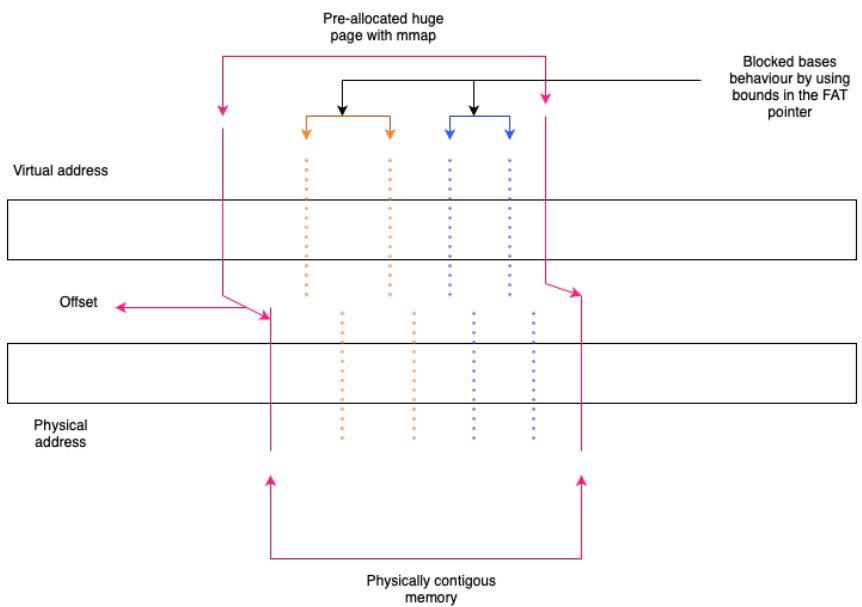 Pre-allocated huge
page with mmap
Blocked bases
behaviour by using
bounds in the FAT
pointer
Virtual address
Offset
Physical
address
Physically contigous
memory